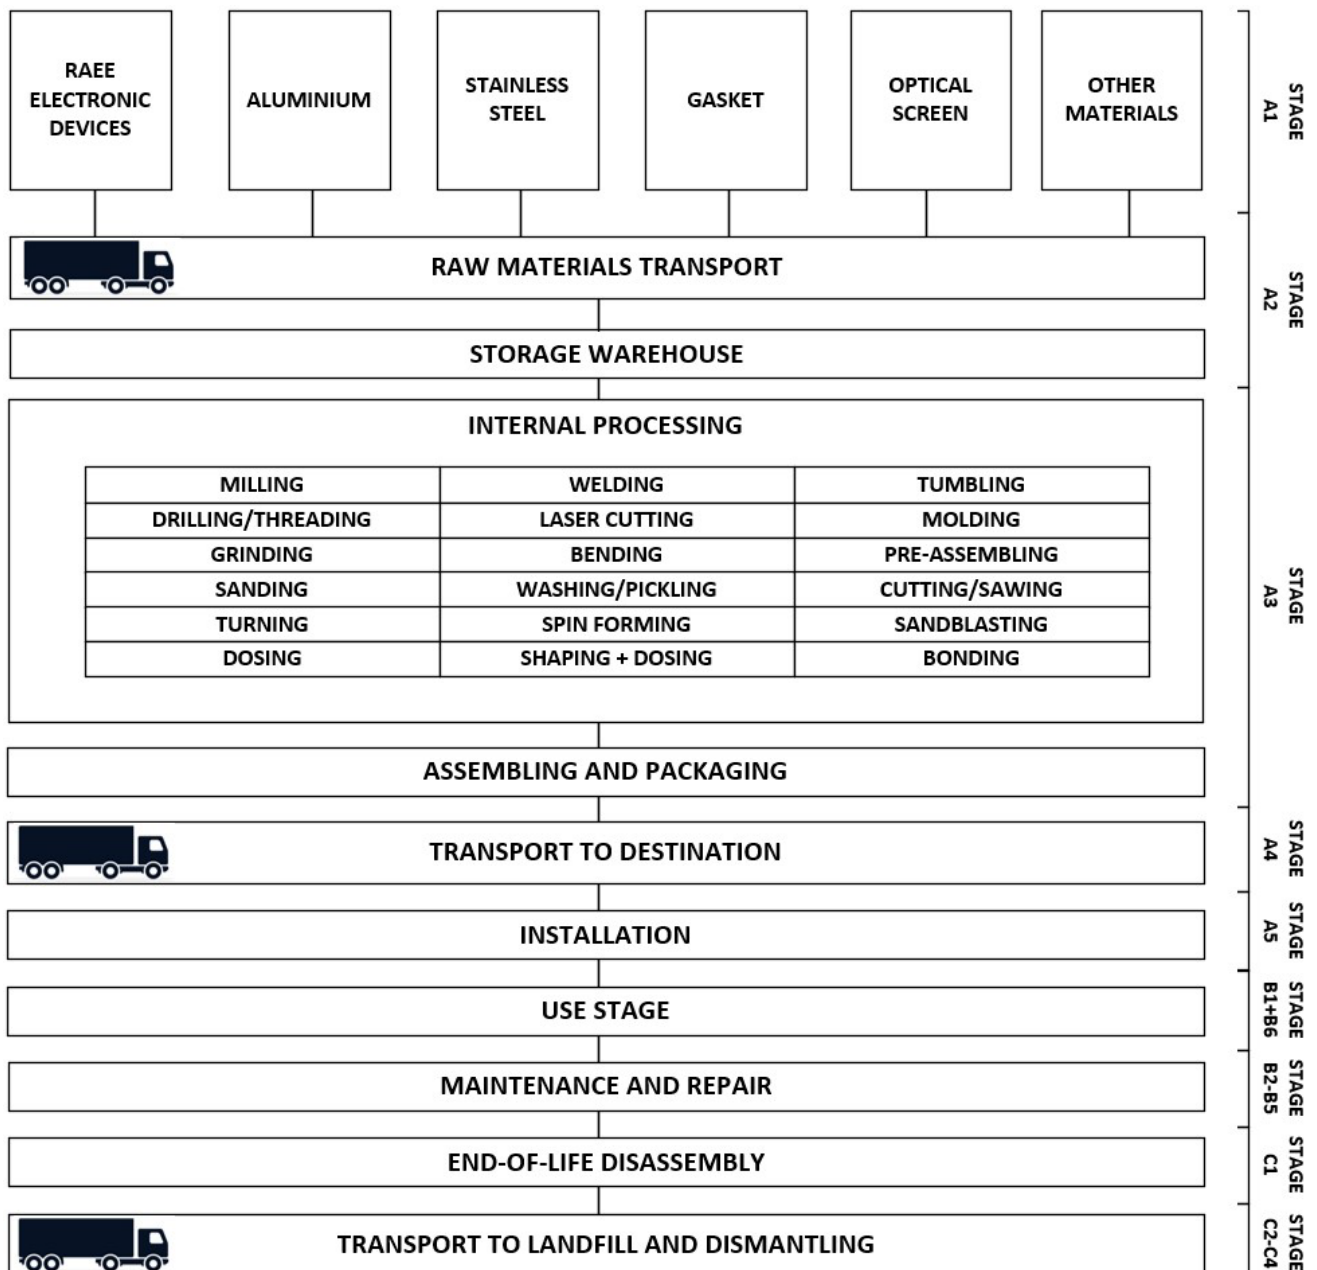 RAEE
ELECTRONIC
DEVICES
ALUMINIUM
STAINLESS
STEEL
GASKET
OPTICAL
SCREEN
OTHER
MATERIALS
STAGE
A1
RAW MATERIALS TRANSPORT
STORAGE WAREHOUSE
STAGE
A2
INTERNAL PROCESSING
MILLING WELDING TUMBLING
DRILLING/THREADING LASER CUTTING MOLDING
GRINDING BENDING PRE-ASSEMBLING
SANDING WASHING/PICKLING CUTTING/SAWING
TURNING SPIN FORMING SANDBLASTING
DOSING SHAPING + DOSING BONDING
ASSEMBLING AND PACKAGING
STAGE
A3
TRANSPORT TO DESTINATION
STAGE
A4
INSTALLATION
STAGE
A5
USE STAGE
STAGE
B1+B6
MAINTENANCE AND REPAIR
STAGE
B2-B5
END-OF-LIFE DISASSEMBLY
STAGE
C1
TRANSPORT TO LANDFILL AND DISMANTLING
STAGE
C2-C4